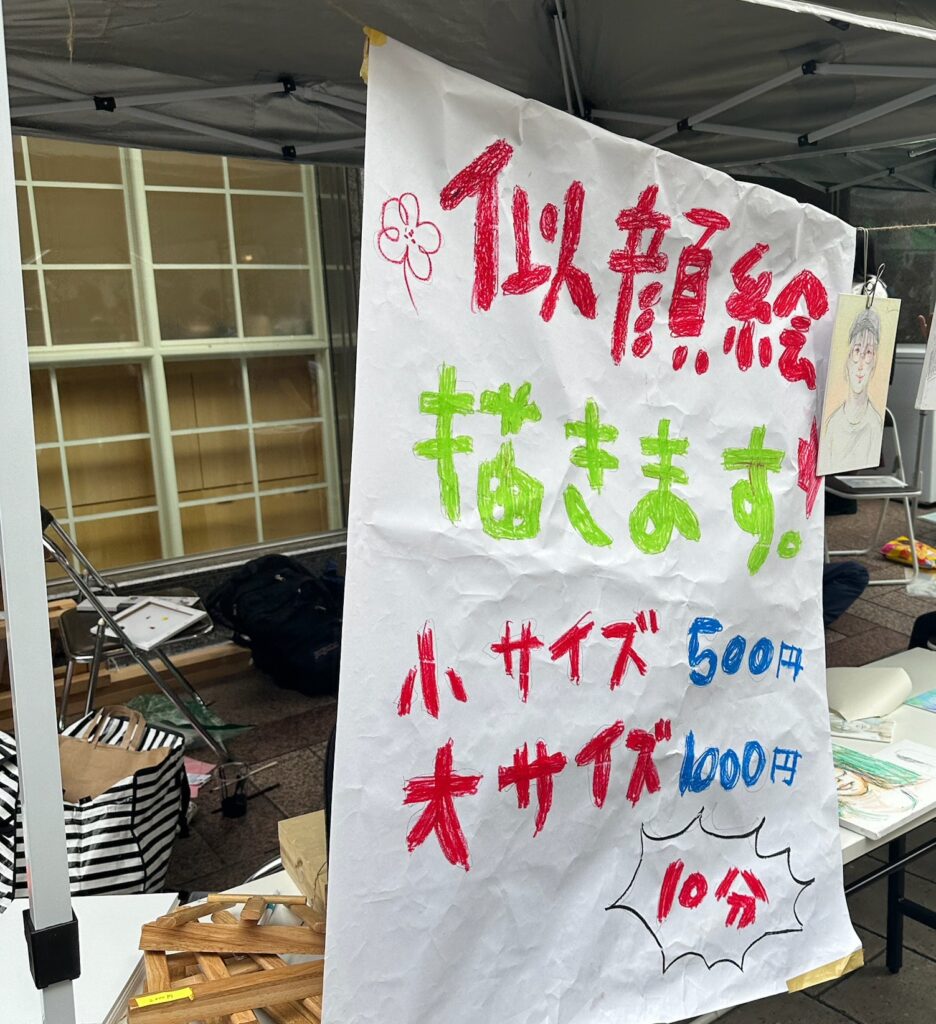 似顔絵
描きます。
小サイズ 500円
大サイズ 1000円
10分